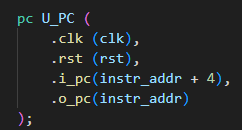 pc U_PC (
    .clk (clk),
    .rst (rst),
    .i_pc(instr_addr + 4),
    .o_pc(instr_addr)
);